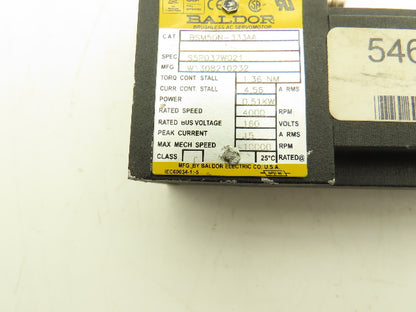 BALDOR
BRUSHLESS AC SERVOMOTOR
CAT. BSM50N-333AA
SPEC. S5P037W021
MFG. W1308210232
TORQ CONT STALL 1.36 NM
CURR CONT STALL 4.56 A RMS
POWER 0.51KW
RATED SPEED 4000 RPM
RATED BUS VOLTAGE 160 VOLTS
PEAK CURRENT 15 A RMS
MAX MECH SPEED 10000 RPM
CLASS F 25°C RATED@
MFG. BY BALDOR ELECTRIC CO. U.S.A.
IEC60034-1:5
546